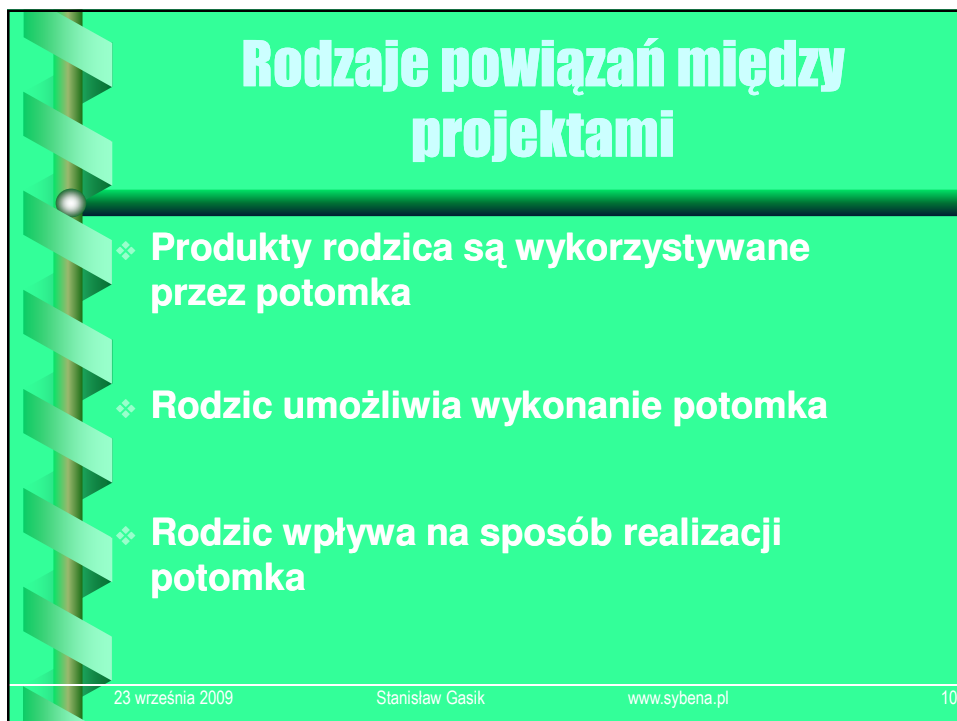 Rodzaje powiązań między
projektami
Produkty rodzica są wykorzystywane
przez potomka
Rodzic umożliwia wykonanie potomka
Rodzic wpływa na sposób realizacji
potomka
23 września 2009 Stanisław Gasik www.sybena.pl 10